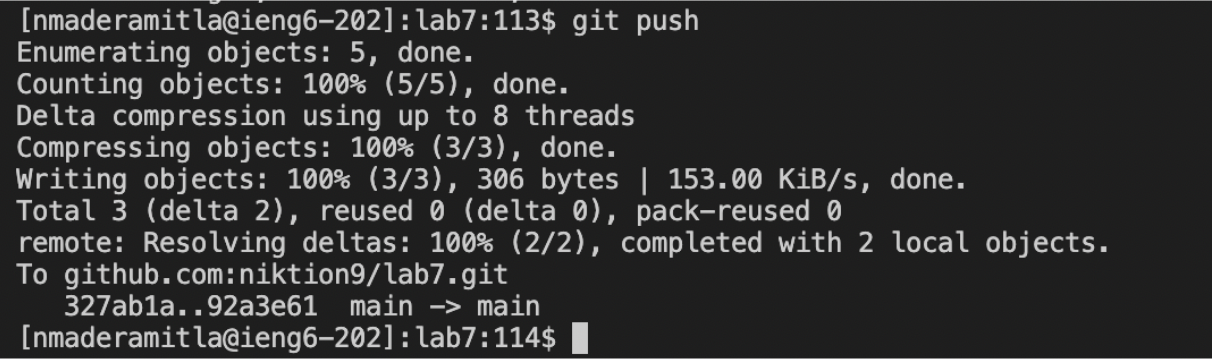 [nmaderamitla@ieng6-202]:lab7:113$ git push
Enumerating objects: 5, done.
Counting objects: 100% (5/5), done.
Delta compression using up to 8 threads
Compressing objects: 100% (3/3), done.
Writing objects: 100% (3/3), 306 bytes | 153.00 KiB/s, done.
Total 3 (delta 2), reused 0 (delta 0), pack-reused 0
remote: Resolving deltas: 100% (2/2), completed with 2 local objects.
To github.com:niktion9/lab7.git
   327ab1a..92a3e61  main -> main
[nmaderamitla@ieng6-202]:lab7:114$